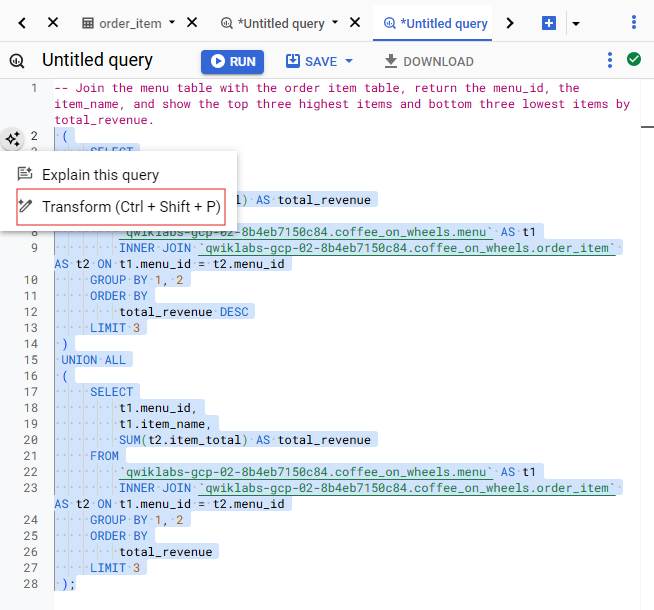 order_item
*Untitled query
*Untitled query
Untitled query
RUN
SAVE
DOWNLOAD
1 -- Join the menu table with the order item table, return the menu_id, the
item_name, and show the top three highest items and bottom three lowest items by
total_revenue.
2 (
Explain this query
Transform (Ctrl + Shift + P)
) AS total_revenue
`qwiklabs-gcp-02-8b4eb7150c84.coffee_on_wheels.menu` AS t1
9 INNER JOIN `qwiklabs-gcp-02-8b4eb7150c84.coffee_on_wheels.order_item`
AS t2 ON t1.menu_id = t2.menu_id
10 GROUP BY 1, 2
11 ORDER BY
12 total_revenue DESC
13 LIMIT 3
14 )
15 UNION ALL
16 (
17 SELECT
18 t1.menu_id,
19 t1.item_name,
20 SUM(t2.item_total) AS total_revenue
21 FROM
22 `qwiklabs-gcp-02-8b4eb7150c84.coffee_on_wheels.menu` AS t1
23 INNER JOIN `qwiklabs-gcp-02-8b4eb7150c84.coffee_on_wheels.order_item`
AS t2 ON t1.menu_id = t2.menu_id
24 GROUP BY 1, 2
25 ORDER BY
26 total_revenue
27 LIMIT 3
28 );